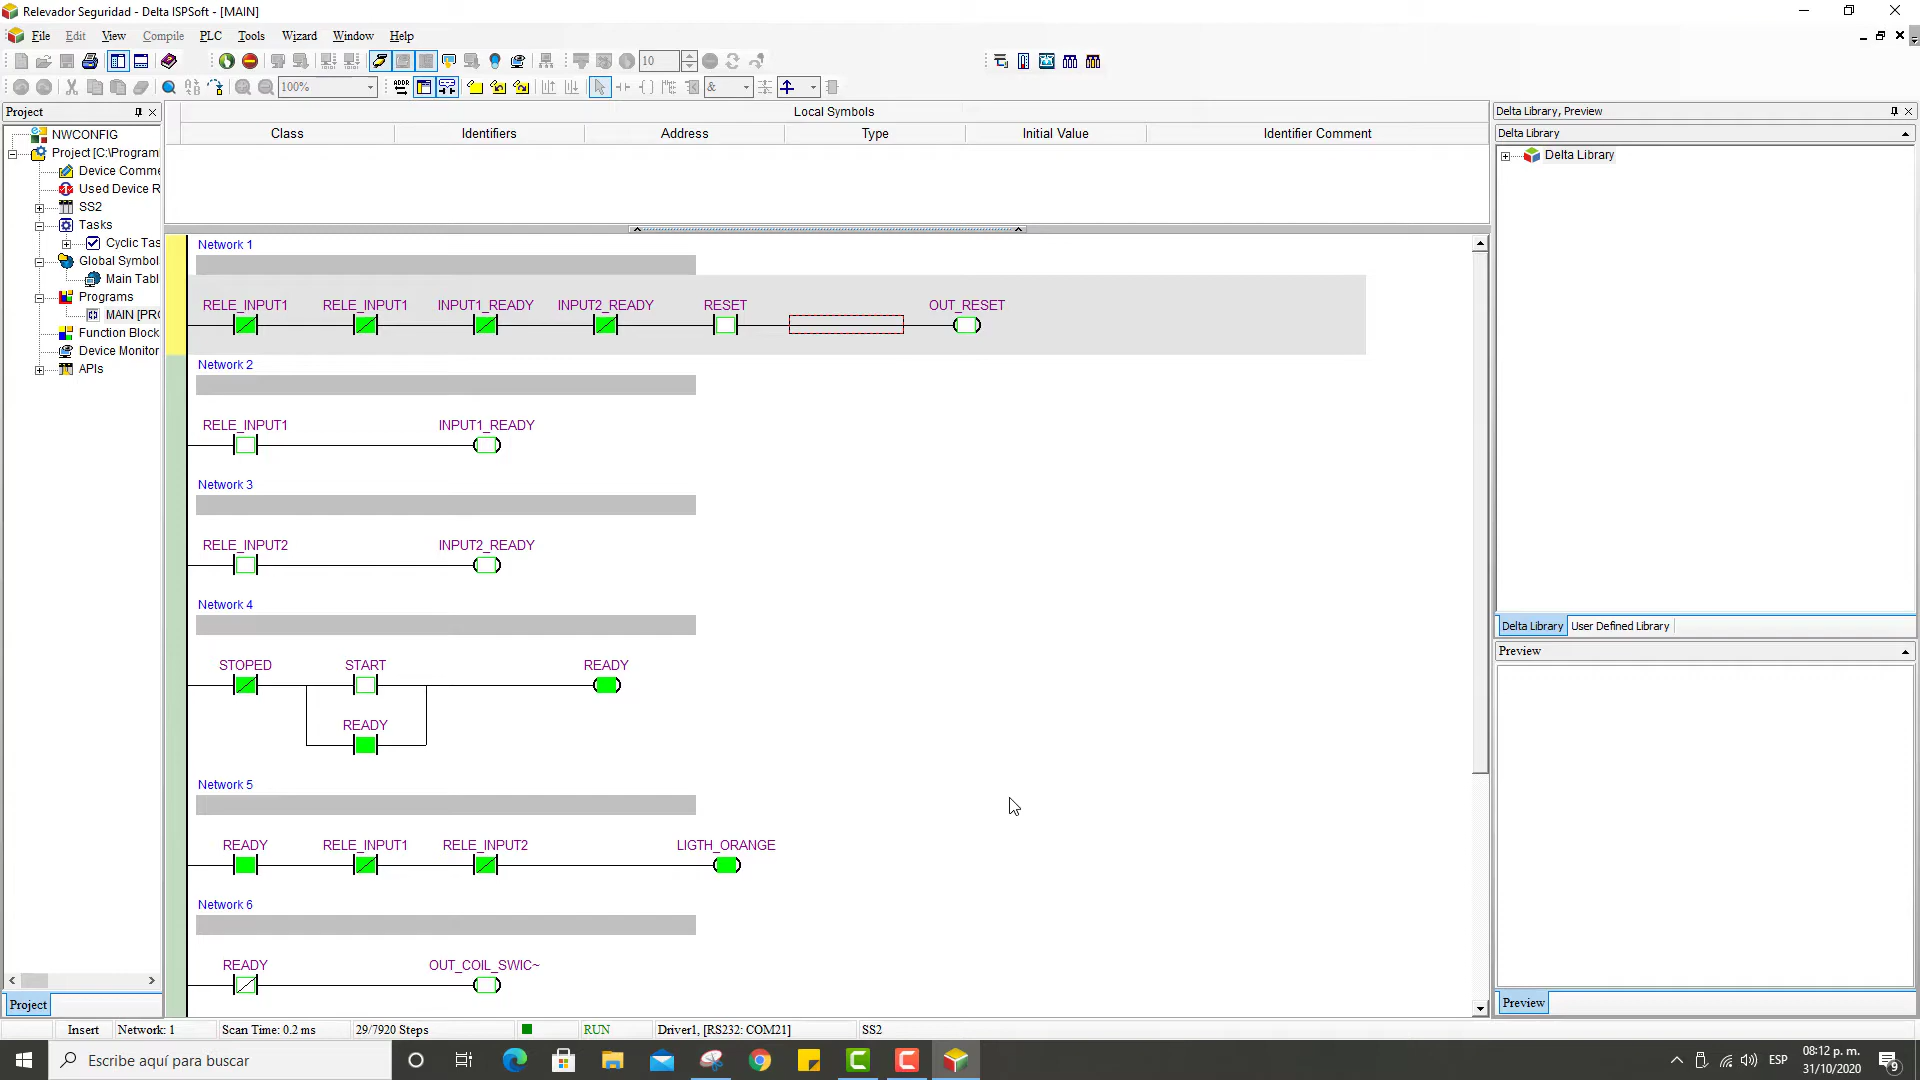 Relevador Seguridad - Delta ISPSoft - [MAIN]
File Edit View Insert Compile PLC Tools Wizard Window Help
10
100%
&
Project
NWCONFIG
Project [C:\Program
Device Comme
Used Device R
SS2
Tasks
Cyclic Tas
Global Symbol
Main Tabl
Programs
MAIN [PRO
Function Block
Device Monitor
APIs
Project
Local Symbols
Class Identifiers Address Type Initial Value Identifier Comment
Network 1
RELE_INPUT1 RELE_INPUT1 INPUT1_READY INPUT2_READY RESET OUT_RESET
Network 2
RELE_INPUT1 INPUT1_READY
Network 3
RELE_INPUT2 INPUT2_READY
Network 4
STOPED START READY
READY
Network 5
READY RELE_INPUT1 RELE_INPUT2 LIGTH_ORANGE
Network 6
READY OUT_COIL_SWIC~
Delta Library, Preview
Delta Library
Delta Library
Delta Library User Defined Library
Preview
Preview
Insert Network: 1 Scan Time: 0.2 ms 29/7920 Steps RUN Driver1, [RS232: COM21] SS2
Escribe aquí para buscar
ESP
08:12 p. m.
31/10/2020
9